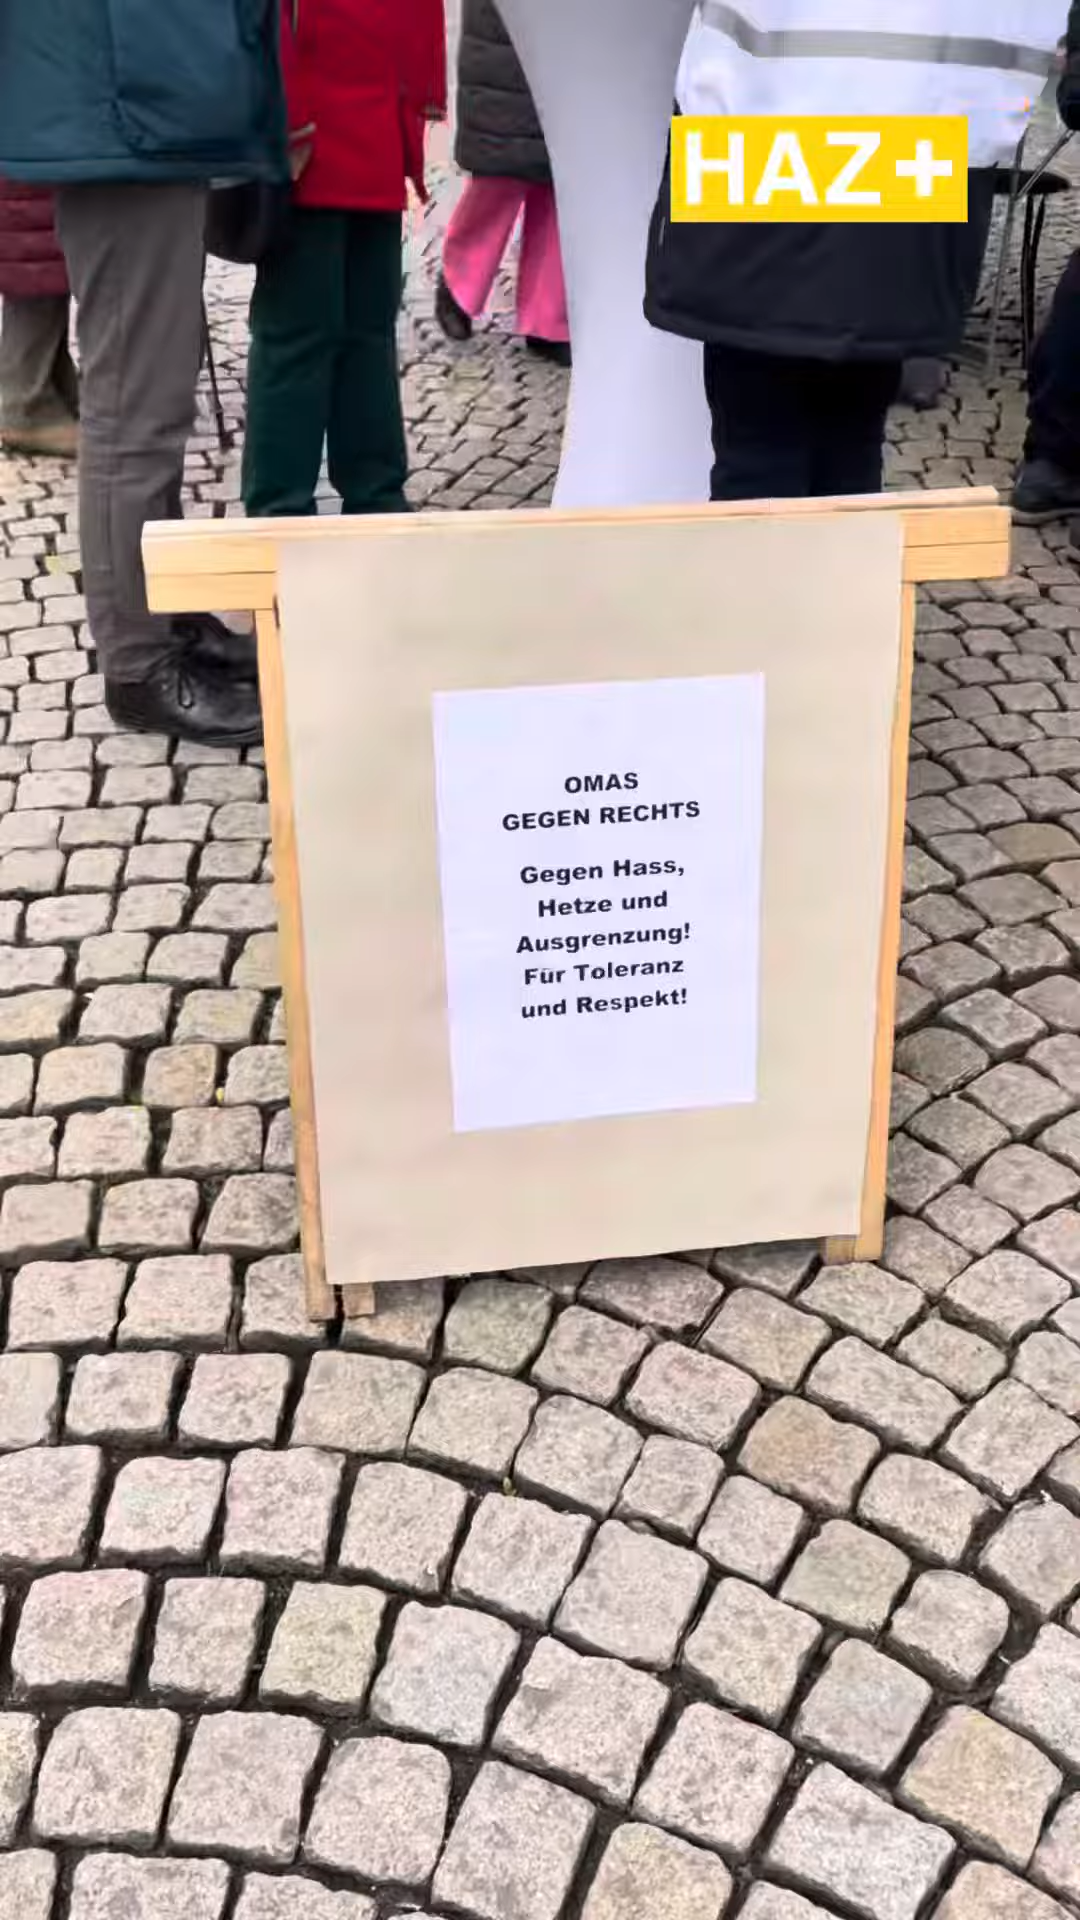 HAZ+
OMAS
GEGEN RECHTS
Gegen Hass,
Hetze und
Ausgrenzung!
Für Toleranz
und Respekt!